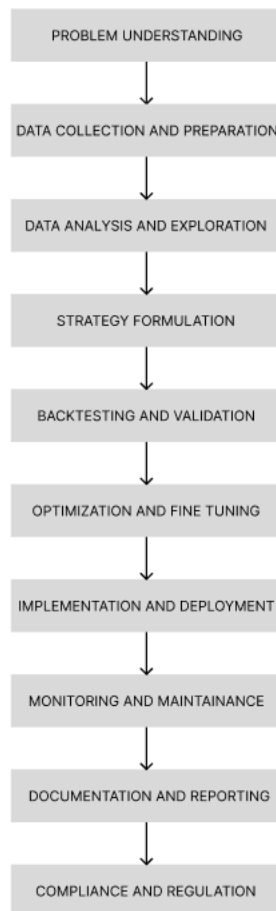 PROBLEM UNDERSTANDING
DATA COLLECTION AND PREPARATION
DATA ANALYSIS AND EXPLORATION
STRATEGY FORMULATION
BACKTESTING AND VALIDATION
OPTIMIZATION AND FINE TUNING
IMPLEMENTATION AND DEPLOYMENT
MONITORING AND MAINTAINANCE
DOCUMENTATION AND REPORTING
COMPLIANCE AND REGULATION